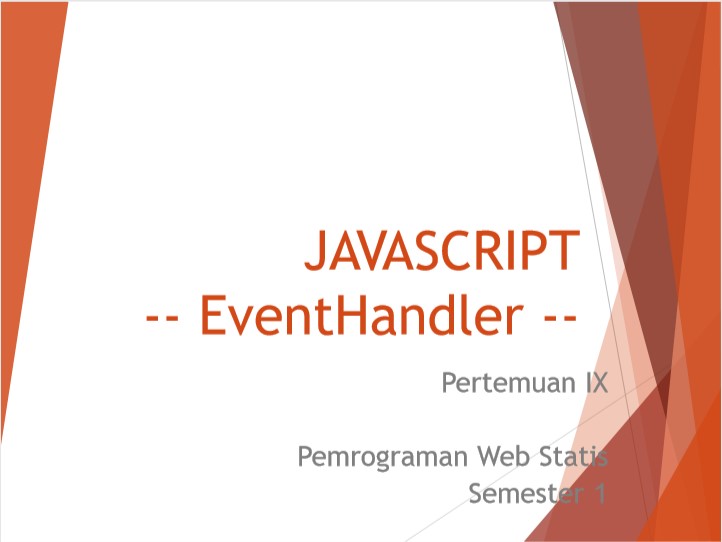 JAVASCRIPT
-- EventHandler --
Pertemuan IX
Pemrograman Web Statis
Semester 1